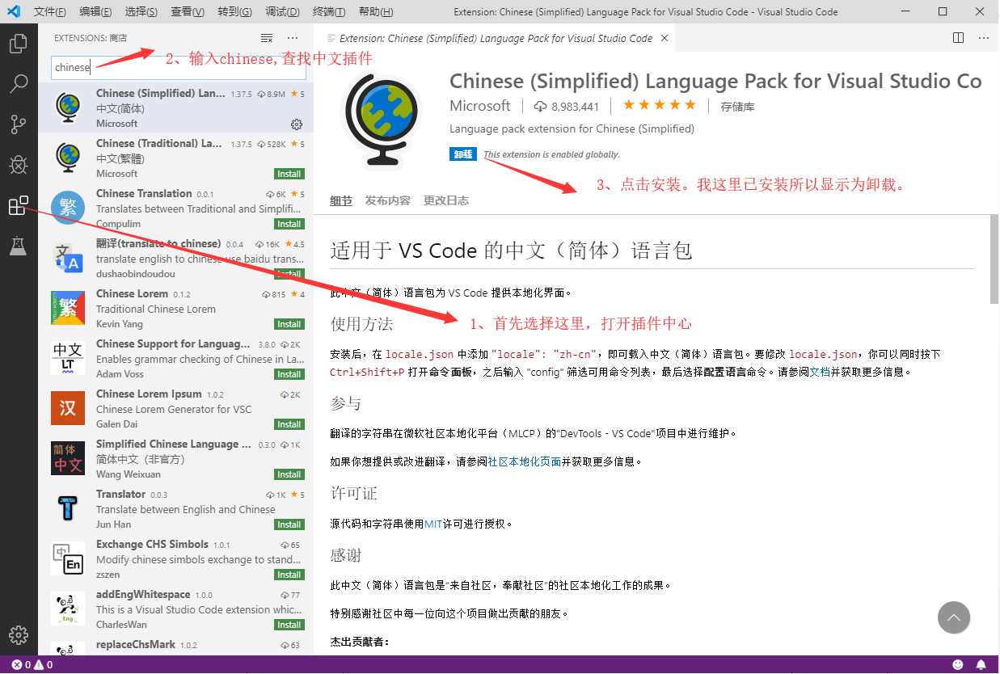 文件(F) 编辑(E) 选择(S) 查看(V) 转到(G) 调试(D) 终端(T) 帮助(H) Extension: Chinese (Simplified) Language Pack for Visual Studio Code - Visual Studio Code
EXTENSIONS: 商店
chinese
2、输入chinese,查找中文插件
Chinese (Simplified) Lan... 1.37.5 8.9M 5
中文(简体)
Microsoft
Chinese (Traditional) La... 1.37.5 528K 5
中文(繁體)
Microsoft Install
繁
Chinese Translation 0.0.1 6K 5
Translates between Traditional and Simplifi...
Compulim Install
文 A
翻译(translate to chinese) 0.0.4 16K 4.5
translate english to chinese use baidu trans...
dushaobindoudou Install
繁
Chinese Lorem 0.1.2 815 4
Traditional Chinese Lorem
Kevin Yang Install
中文
LT
Chinese Support for Languag... 3.8.0 2K
Enables grammar checking of Chinese in La...
Adam Voss Install
汉
Chinese Lorem Ipsum 1.0.2 2K
Chinese Lorem Generator for VSC
Galen Dai Install
简体
中文
Simplified Chinese Language ... 0.3.0 1K
简体中文（非官方）
Wang Weixuan Install
T
Translator 0.0.3 1K 5
Translate between English and Chinese
Jun Han Install
中 En
Exchange CHS Simbols 1.0.1 65
Modify chinese simbols exchange to stand...
zszen Install
Eng
addEngWhitespace 1.0.0 77
This is a Visual Studio Code extension whic...
CharlesWan Install
replaceChsMark 1.0.2 63
Extension: Chinese (Simplified) Language Pack for Visual Studio Code
Chinese (Simplified) Language Pack for Visual Studio Co
Microsoft 8,983,441 存储库
Language pack extension for Chinese (Simplified)
卸载 This extension is enabled globally.
3、点击安装。我这里已安装所以显示为卸载。
细节 发布内容 更改日志
适用于 VS Code 的中文（简体）语言包
此中文（简体）语言包为 VS Code 提供本地化界面。
使用方法
1、首先选择这里，打开插件中心
安装后，在 locale.json 中添加 "locale": "zh-cn"，即可载入中文（简体）语言包。要修改 locale.json，你可以同时按下
Ctrl+Shift+P 打开命令面板，之后输入 "config" 筛选可用命令列表，最后选择配置语言命令。请参阅文档并获取更多信息。
参与
翻译的字符串在微软社区本地化平台（MLCP）的"DevTools - VS Code"项目中进行维护。
如果你想提供或改进翻译，请参阅社区本地化页面并获取更多信息。
许可证
源代码和字符串使用MIT许可进行授权。
感谢
此中文（简体）语言包是“来自社区，奉献社区”的社区本地化工作的成果。
特别感谢社区中每一位向这个项目做出贡献的朋友。
杰出贡献者：
0 0